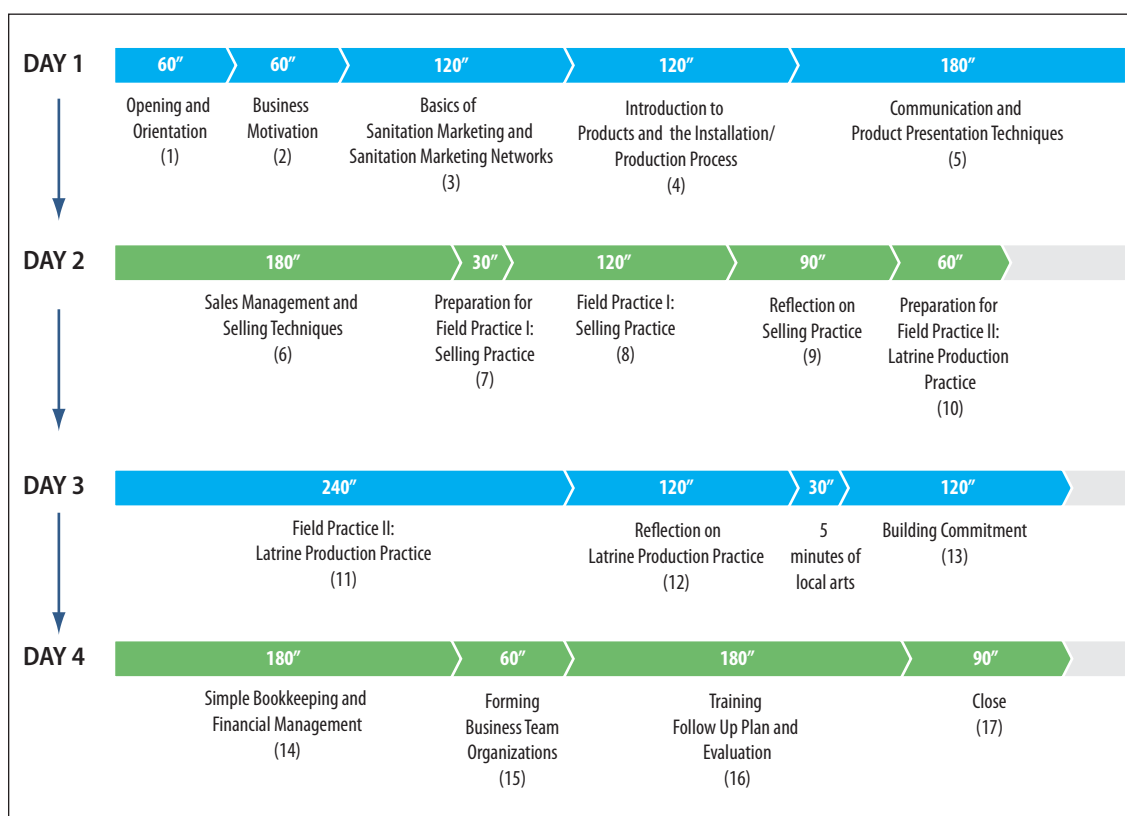 DAY 1
60″
60″
120″
120″
180″
Opening and
Orientation
(1)
Business
Motivation
(2)
Basics of
Sanitation Marketing and
Sanitation Marketing Networks
(3)
Introduction to
Products and the Installation/
Production Process
(4)
Communication and
Product Presentation Techniques
(5)
DAY 2
180″
30″
120″
90″
60″
Sales Management and
Selling Techniques
(6)
Preparation for
Field Practice I:
Selling Practice
(7)
Field Practice I:
Selling Practice
(8)
Reflection on
Selling Practice
(9)
Preparation for
Field Practice II:
Latrine Production
Practice
(10)
DAY 3
240″
120″
30″
120″
Field Practice II:
Latrine Production Practice
(11)
Reflection on
Latrine Production Practice
(12)
5
minutes of
local arts
Building Commitment
(13)
DAY 4
180″
60″
180″
90″
Simple Bookkeeping and
Financial Management
(14)
Forming
Business Team
Organizations
(15)
Training
Follow Up Plan and
Evaluation
(16)
Close
(17)